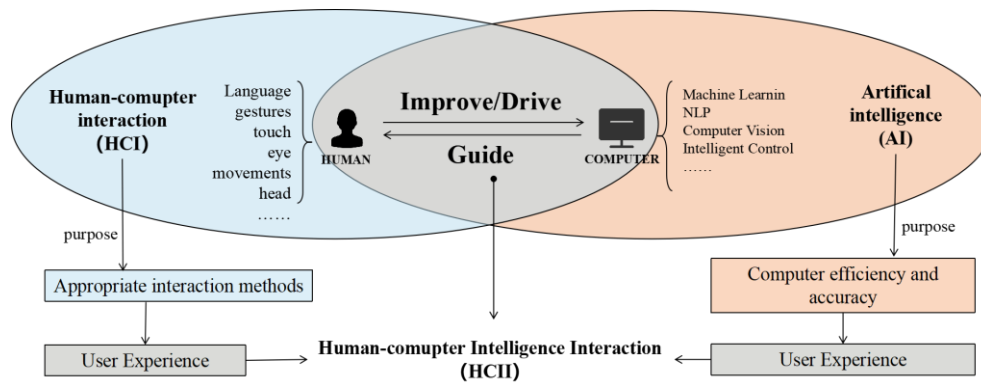 Human-comupter
interaction
(HCI)
Language
gestures
touch
eye
movements
head
……
Improve/Drive
Guide
HUMAN
COMPUTER
Machine Learnin
NLP
Computer Vision
Intelligent Control
……
Artifical
intelligence
(AI)
purpose
purpose
Appropriate interaction methods
Computer efficiency and
accuracy
User Experience
Human-comupter Intelligence Interaction
(HCII)
User Experience